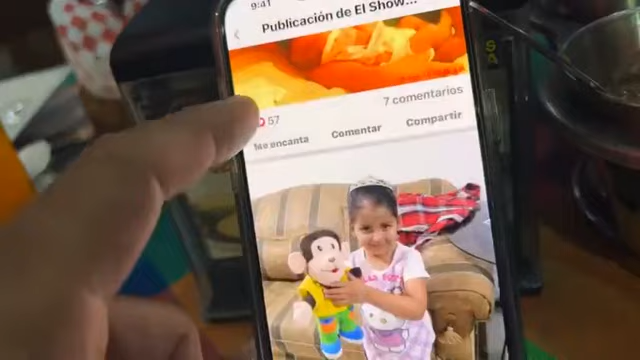 9:41
Publicación de El Show...
57
7 comentarios
Me encanta
Comentar
Compartir